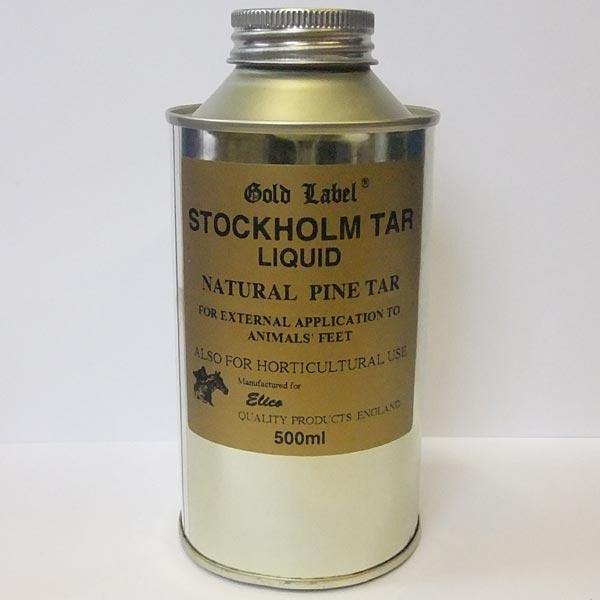 Gold Label®
STOCKHOLM TAR
LIQUID
NATURAL PINE TAR
FOR EXTERNAL APPLICATION TO
ANIMALS' FEET
ALSO FOR HORTICULTURAL USE
Manufactured for
Elico
QUALITY PRODUCTS ENGLAND
500ml